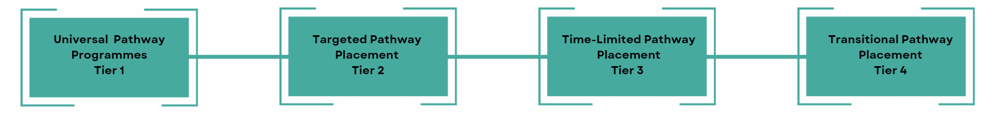 Universal Pathway
Programmes
Tier 1
Targeted Pathway
Placement
Tier 2
Time-Limited Pathway
Placement
Tier 3
Transitional Pathway
Placement
Tier 4